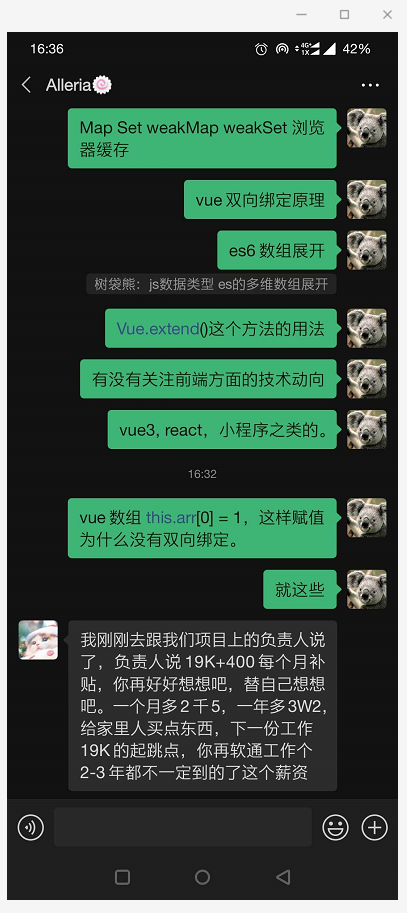 16:36
4G+
1X
42%
Alleria🍥
Map Set weakMap weakSet 浏览
器缓存
vue 双向绑定原理
es6 数组展开
树袋熊：js数据类型 es的多维数组展开
Vue.extend()这个方法的用法
有没有关注前端方面的技术动向
vue3, react，小程序之类的。
16:32
vue 数组 this.arr[0] = 1，这样赋值
为什么没有双向绑定。
就这些
我刚刚去跟我们项目上的负责人说
了，负责人说 19K+400 每个月补
贴，你再好好想想吧，替自己想想
吧。一个月多 2 千 5，一年多 3W2，
给家里人买点东西，下一份工作
19K 的起跳点，你再软通工作个
2-3 年都不一定到的了这个薪资